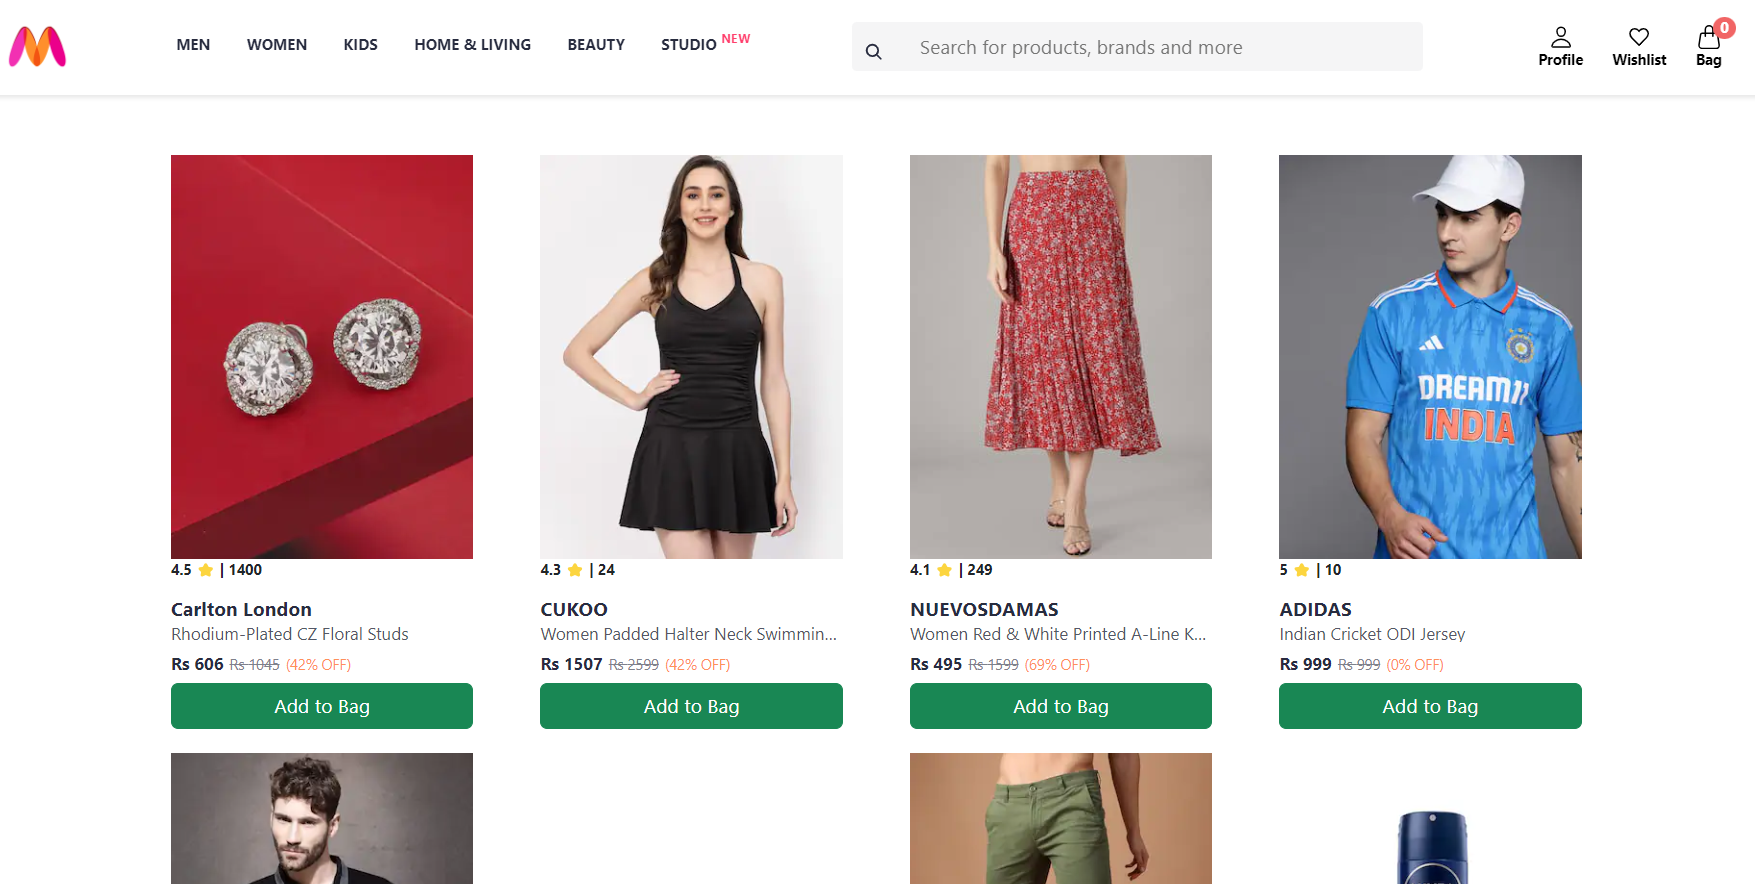 MEN WOMEN KIDS HOME & LIVING BEAUTY STUDIO NEW
Search for products, brands and more
Profile Wishlist Bag 0
DREAM11
INDIA
4.5 | 1400
Carlton London
Rhodium-Plated CZ Floral Studs
Rs 606 Rs 1045 (42% OFF)
Add to Bag
4.3 | 24
CUKOO
Women Padded Halter Neck Swimmin...
Rs 1507 Rs 2599 (42% OFF)
Add to Bag
4.1 | 249
NUEVOSDAMAS
Women Red & White Printed A-Line K...
Rs 495 Rs 1599 (69% OFF)
Add to Bag
5 | 10
ADIDAS
Indian Cricket ODI Jersey
Rs 999 Rs 999 (0% OFF)
Add to Bag